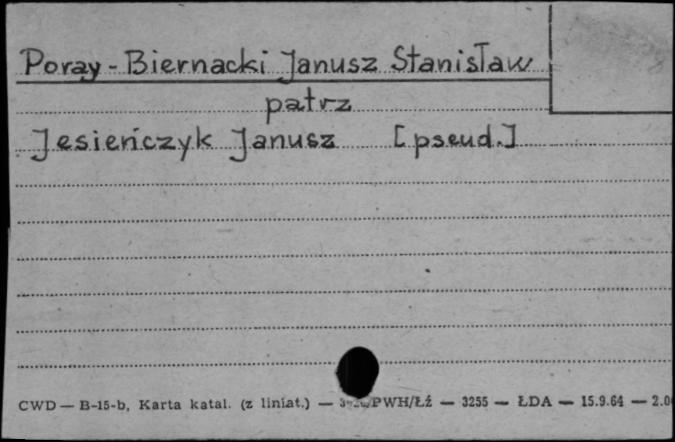 Poray-Biernacki Janusz Stanisław
patrz
Jesieńczyk Janusz [pseud.]
CWD — B-15-b, Karta katal. (z liniat.) — PWH/Łź — 3255 — ŁDA — 15.9.64 — 2.0